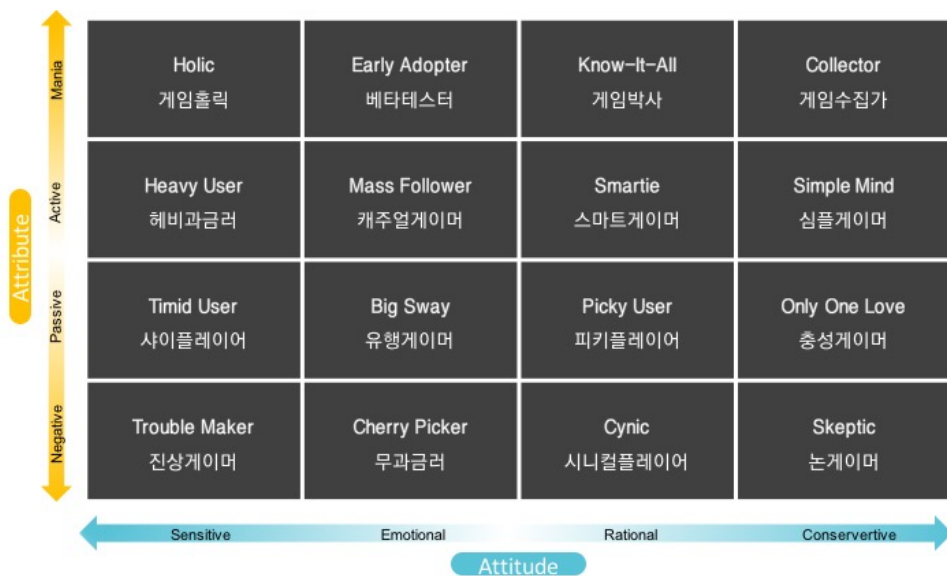 Mania
Holic
게임홀릭
Early Adopter
베타테스터
Know-It-All
게임박사
Collector
게임수집가
Attribute
Active
Heavy User
헤비과금러
Mass Follower
캐주얼게이머
Smartie
스마트게이머
Simple Mind
심플게이머
Passive
Timid User
샤이플레이어
Big Sway
유행게이머
Picky User
피키플레이어
Only One Love
충성게이머
Negative
Trouble Maker
진상게이머
Cherry Picker
무과금러
Cynic
시니컬플레이어
Skeptic
논게이머
Sensitive
Emotional
Rational
Conservertive
Attitude